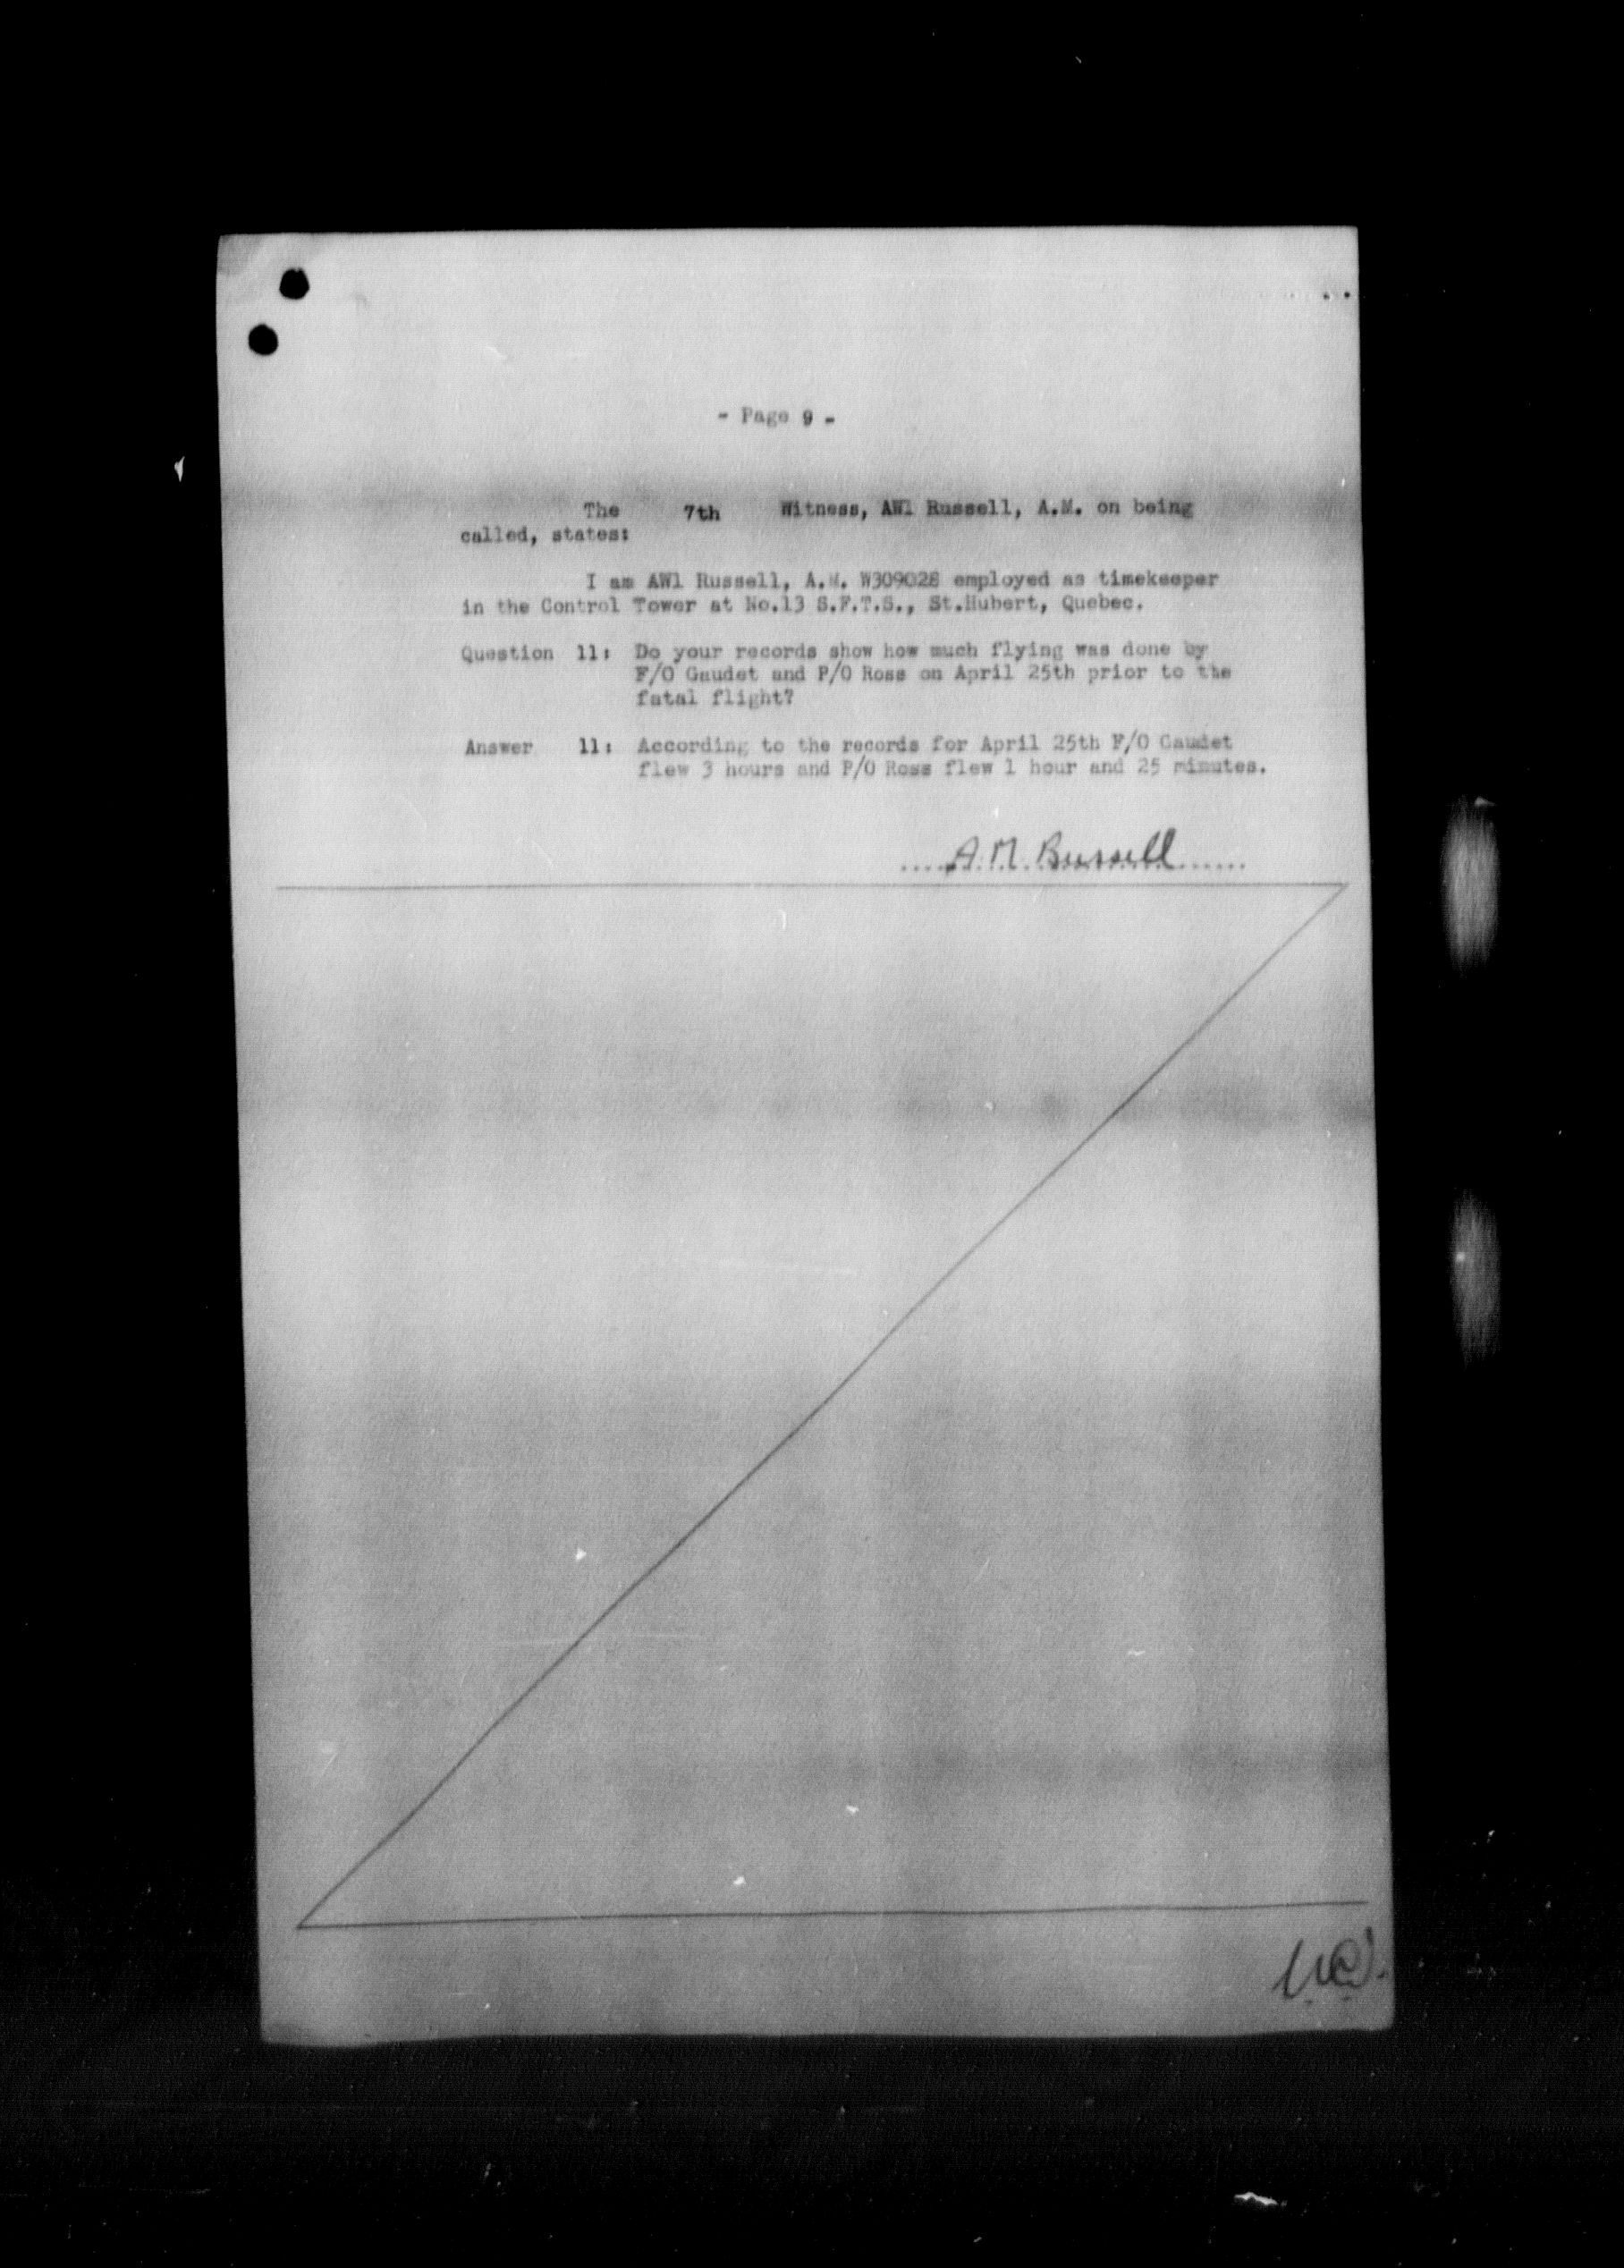 - Page 9 -
The 7th Witness, AW1 Russell, A.M. on being
called, states:
I am AW1 Russell, A.M. W309028 employed as timekeeper
in the Control Tower at No.13 S.F.T.S., St.Hubert, Quebec.
Question 11: Do your records show how much flying was done by
F/O Gaudet and P/O Ross on April 25th prior to the
fatal flight?
Answer 11: According to the records for April 25th F/O Gaudet
flew 3 hours and P/O Ross flew 1 hour and 25 minutes.
....A.M. Russell......